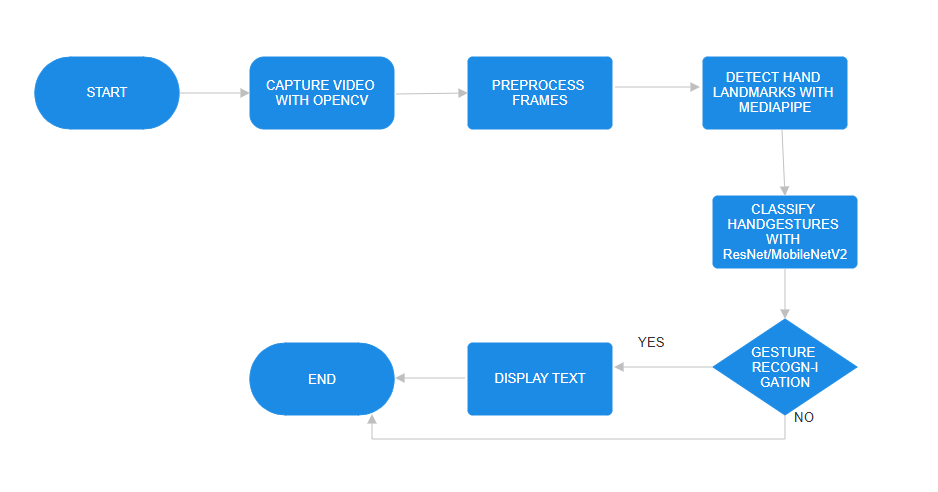 START
CAPTURE VIDEO
WITH OPENCV
PREPROCESS
FRAMES
DETECT HAND
LANDMARKS WITH
MEDIAPIPE
CLASSIFY
HANDGESTURES
WITH
ResNet/MobileNetV2
GESTURE
RECOGN-I
GATION
YES
NO
DISPLAY TEXT
END